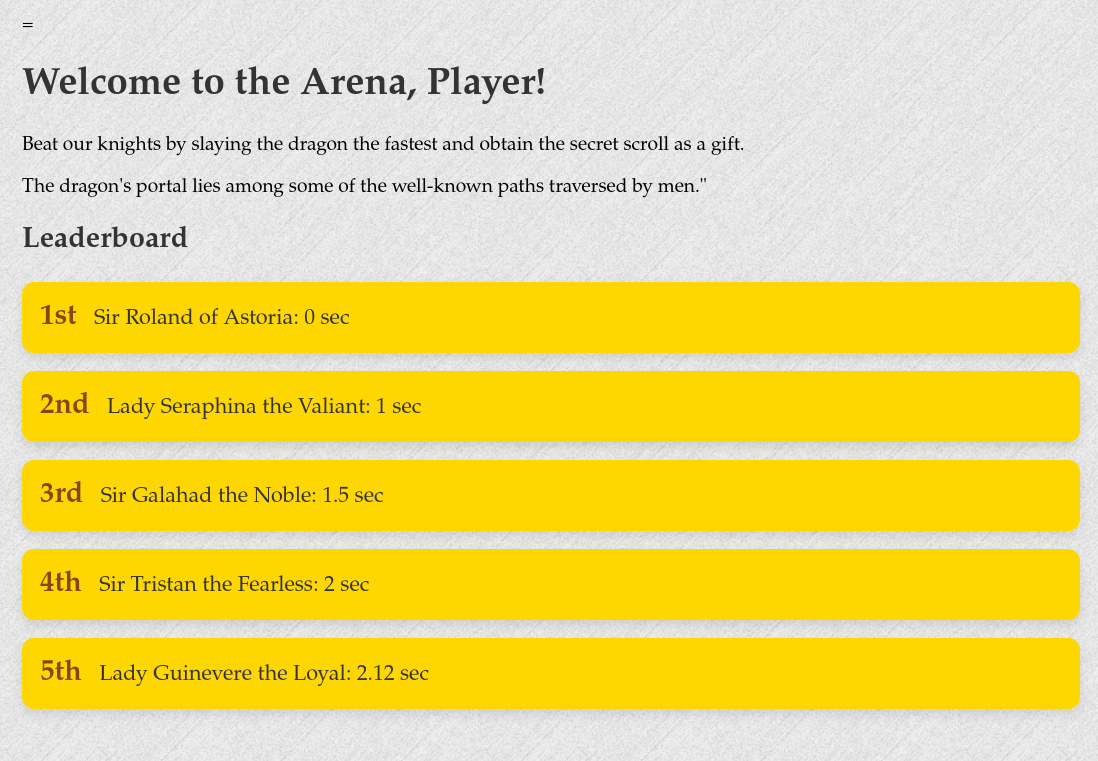 =
Welcome to the Arena, Player!
Beat our knights by slaying the dragon the fastest and obtain the secret scroll as a gift.
The dragon's portal lies among some of the well-known paths traversed by men."
Leaderboard
1st Sir Roland of Astoria: 0 sec
2nd Lady Seraphina the Valiant: 1 sec
3rd Sir Galahad the Noble: 1.5 sec
4th Sir Tristan the Fearless: 2 sec
5th Lady Guinevere the Loyal: 2.12 sec